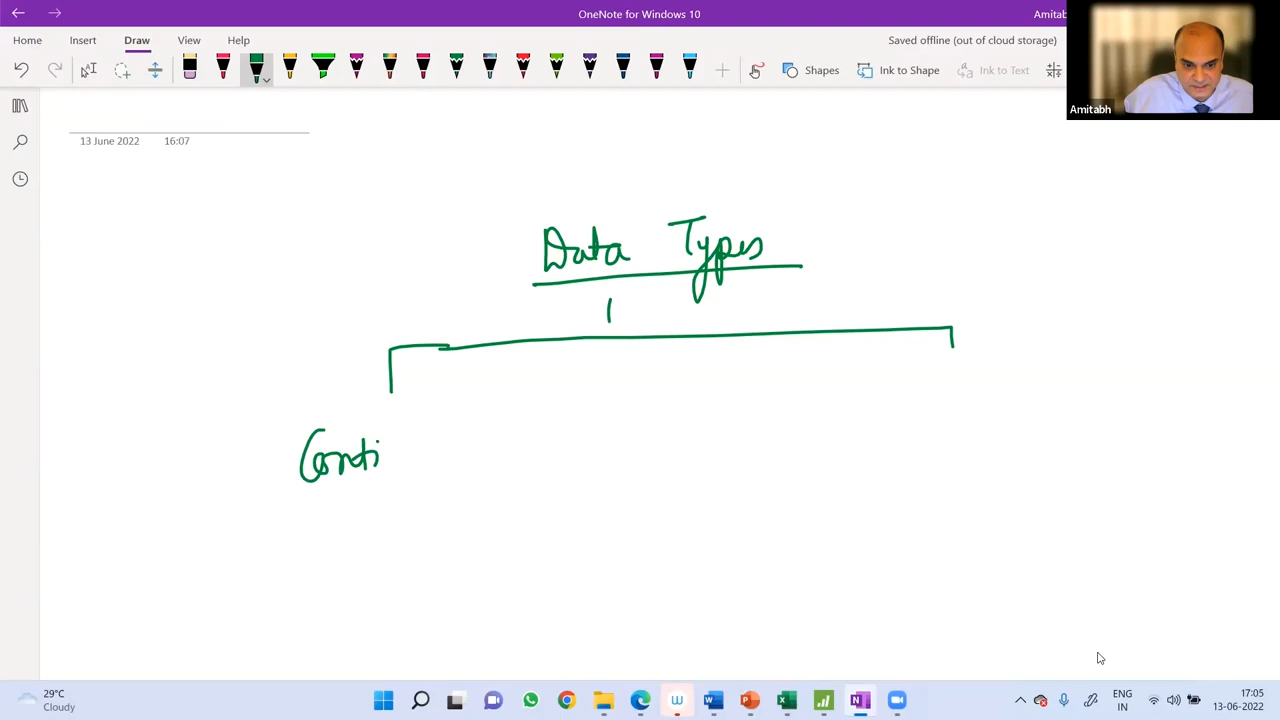 OneNote for Windows 10
Amitab
Home Insert Draw View Help
Saved offline (out of cloud storage)
Shapes Ink to Shape Ink to Text
Amitabh
13 June 2022 16:07
Data Types
Conti
29°C
Cloudy
ENG
IN
17:05
13-06-2022